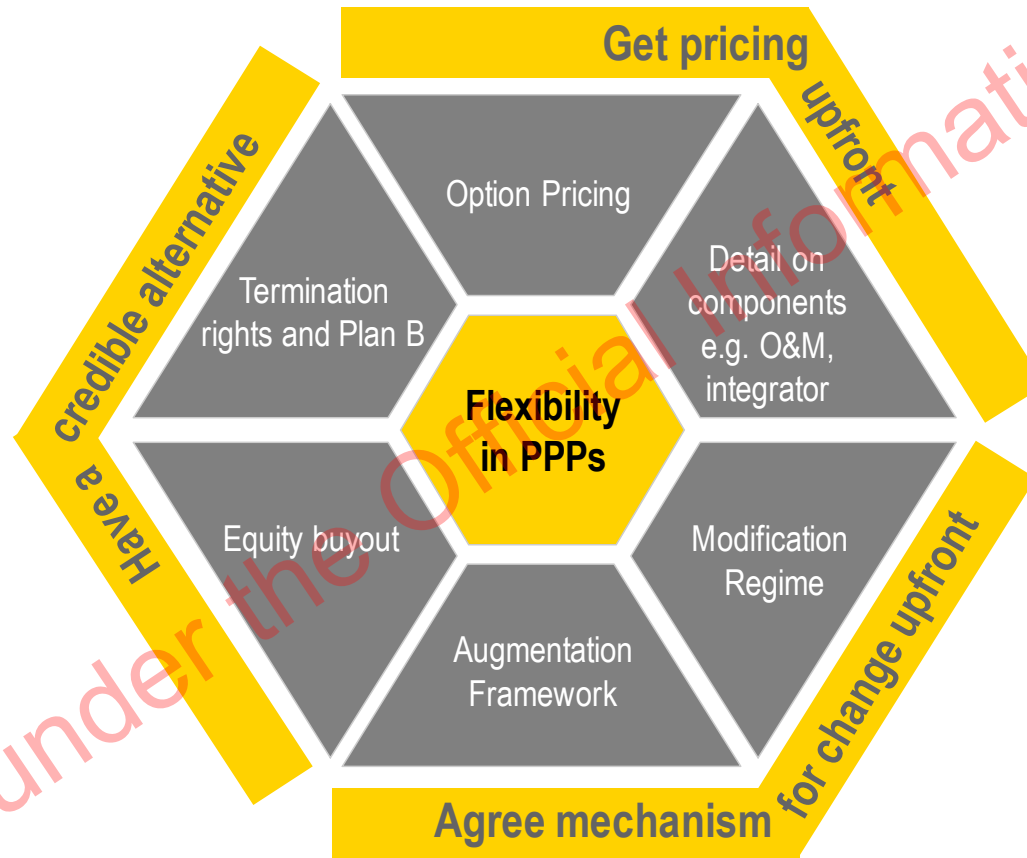 Get pricing
upfront
Option Pricing
Detail on
components
e.g. O&M,
integrator
Termination
rights and Plan B
Have a credible alternative
Flexibility
in PPPs
Equity buyout
Modification
Regime
Augmentation
Framework
Agree mechanism
for change upfront
under the Official Informati